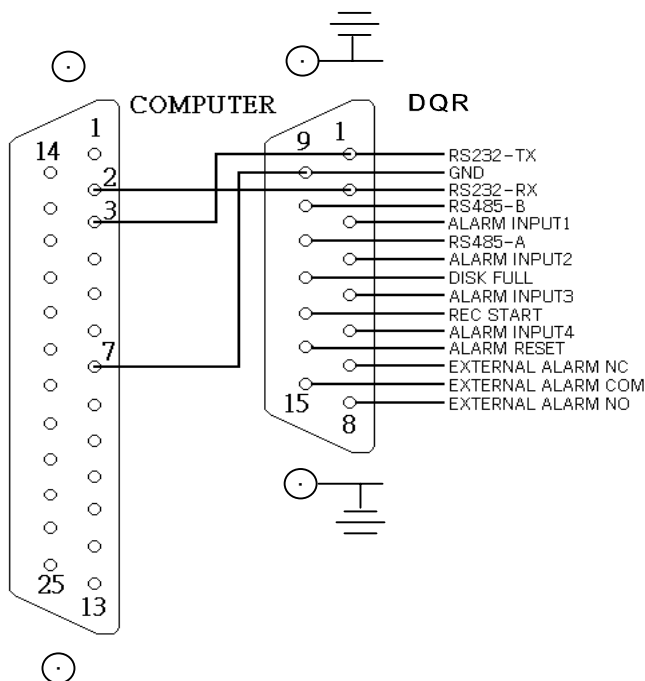 COMPUTER
DQR
1
14
2
3
7
25
13
9
1
15
8
RS232-TX
GND
RS232-RX
RS485-B
ALARM INPUT1
RS485-A
ALARM INPUT2
DISK FULL
ALARM INPUT3
REC START
ALARM INPUT4
ALARM RESET
EXTERNAL ALARM NC
EXTERNAL ALARM COM
EXTERNAL ALARM NO